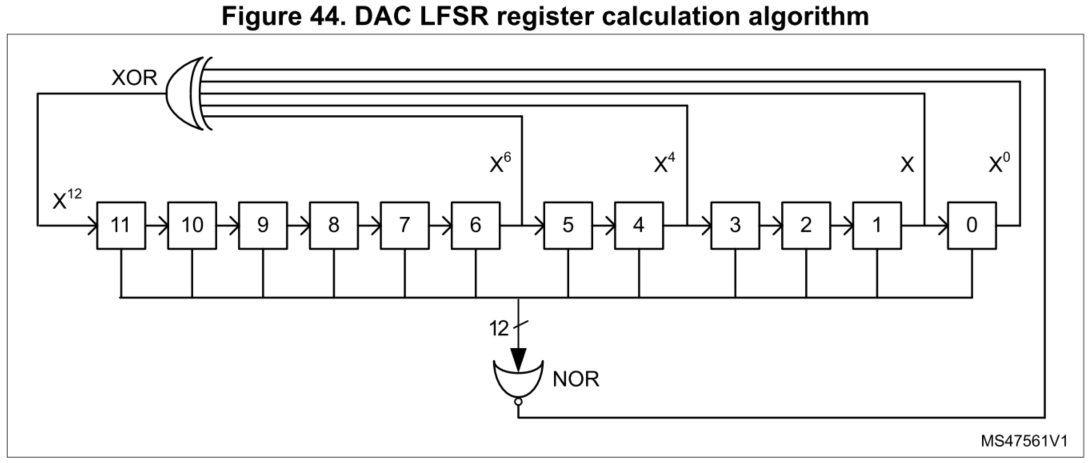 Figure 44. DAC LFSR register calculation algorithm
XOR
X⁶
X⁴
X
X⁰
X¹²
11
10
9
8
7
6
5
4
3
2
1
0
12
NOR
MS47561V1